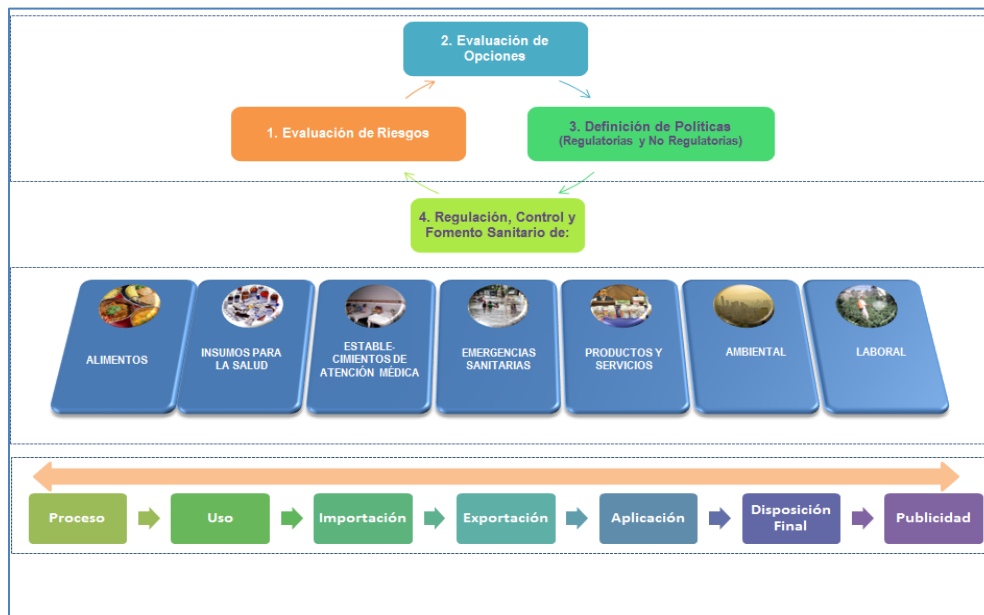 2. Evaluación de
Opciones
1. Evaluación de Riesgos
3. Definición de Políticas
(Regulatorias y No Regulatorias)
4. Regulación, Control y
Fomento Sanitario de:
ALIMENTOS
INSUMOS PARA
LA SALUD
ESTABLE-
CIMIENTOS DE
ATENCIÓN MÉDICA
EMERGENCIAS
SANITARIAS
PRODUCTOS Y
SERVICIOS
AMBIENTAL
LABORAL
Proceso
Uso
Importación
Exportación
Aplicación
Disposición
Final
Publicidad